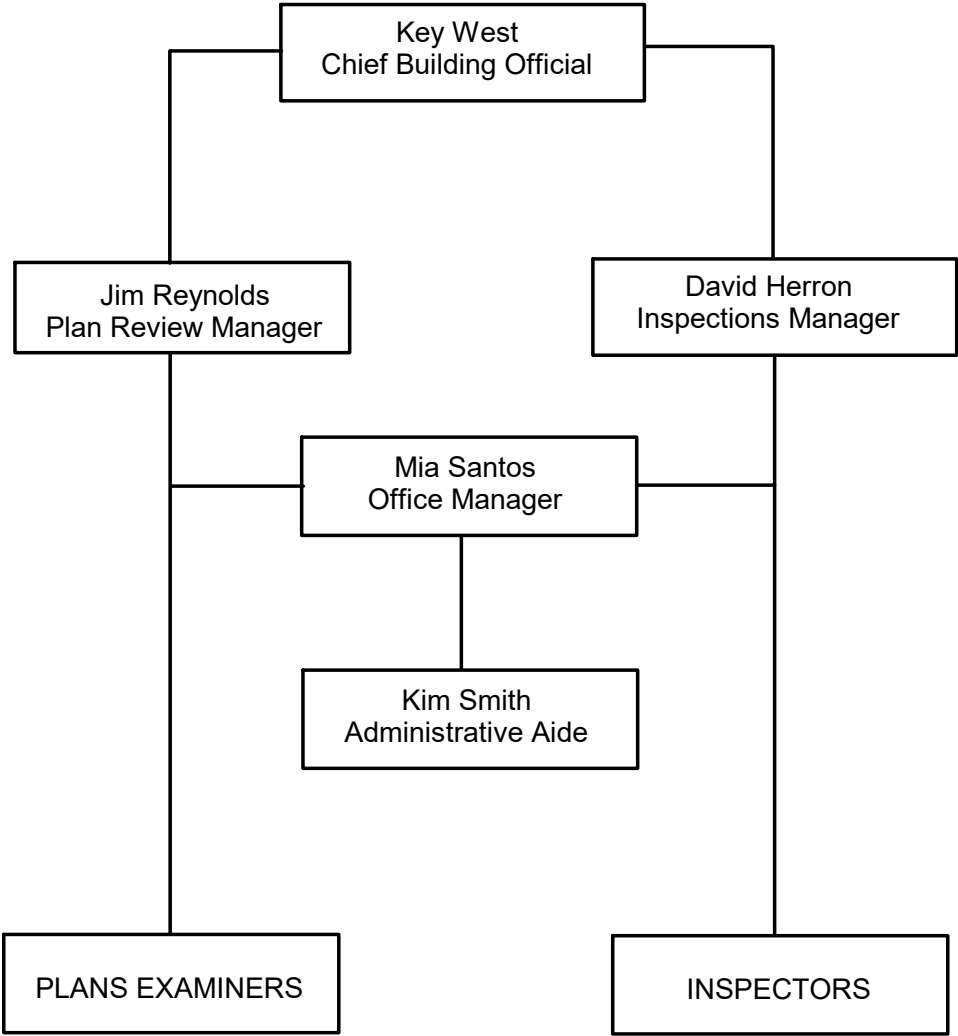 Key West
Chief Building Official
Jim Reynolds
Plan Review Manager
David Herron
Inspections Manager
Mia Santos
Office Manager
Kim Smith
Administrative Aide
PLANS EXAMINERS
INSPECTORS